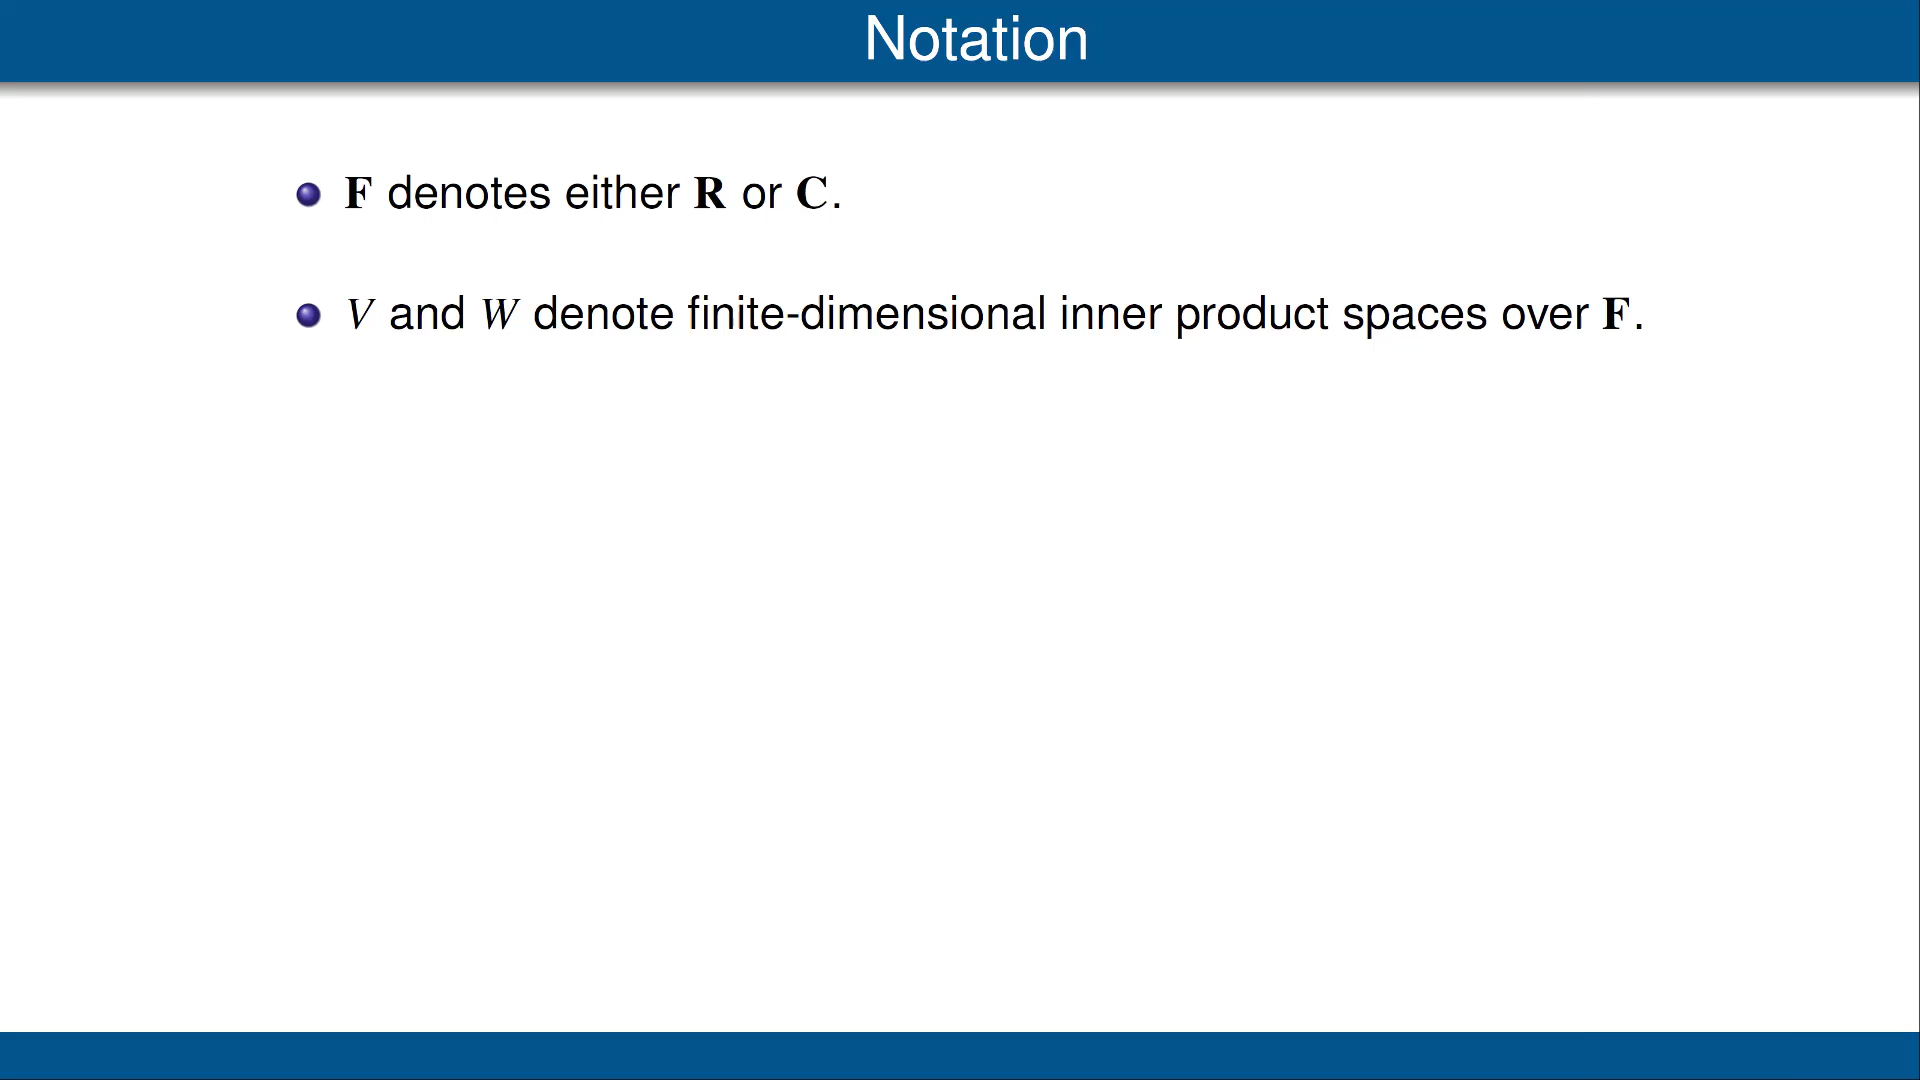 Notation
F denotes either R or C.
V and W denote finite-dimensional inner product spaces over F.